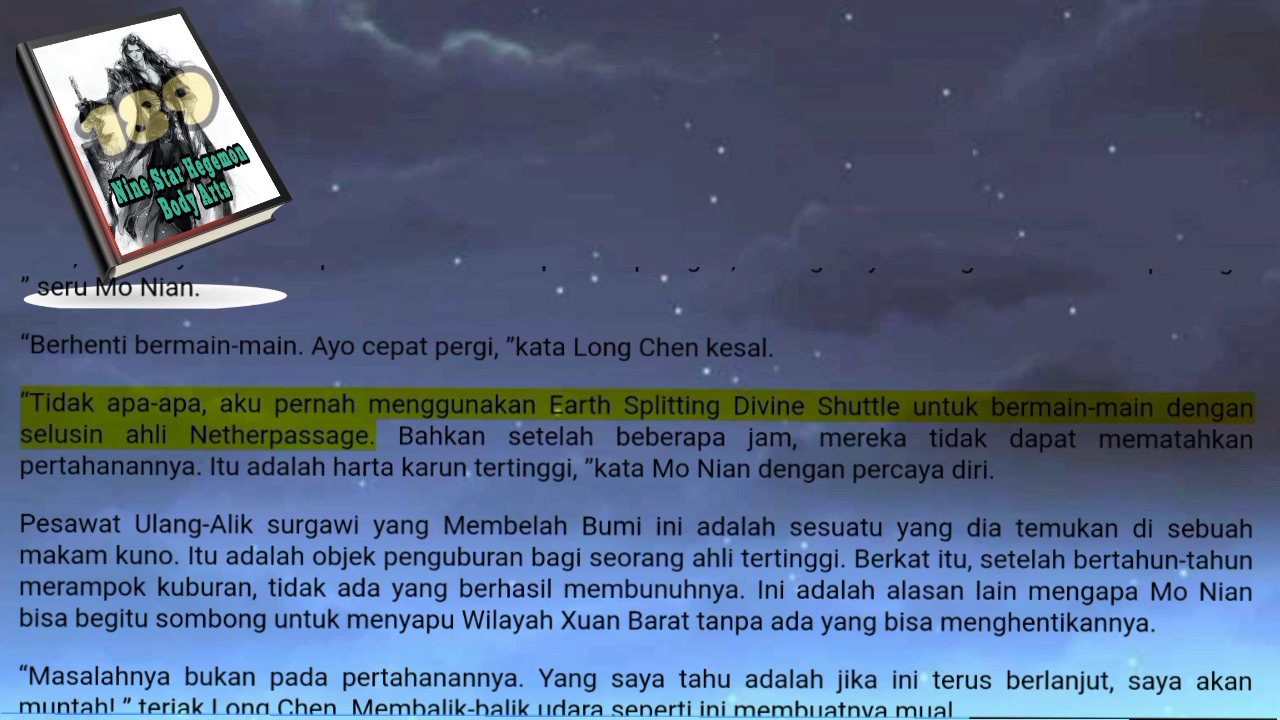 189
Nine Star Hegemon
Body Arts
” seru Mo Nian.
“Berhenti bermain-main. Ayo cepat pergi, ”kata Long Chen kesal.
“Tidak apa-apa, aku pernah menggunakan Earth Splitting Divine Shuttle untuk bermain-main dengan
selusin ahli Netherpassage. Bahkan setelah beberapa jam, mereka tidak dapat mematahkan
pertahanannya. Itu adalah harta karun tertinggi, ”kata Mo Nian dengan percaya diri.
Pesawat Ulang-Alik surgawi yang Membelah Bumi ini adalah sesuatu yang dia temukan di sebuah
makam kuno. Itu adalah objek penguburan bagi seorang ahli tertinggi. Berkat itu, setelah bertahun-tahun
merampok kuburan, tidak ada yang berhasil membunuhnya. Ini adalah alasan lain mengapa Mo Nian
bisa begitu sombong untuk menyapu Wilayah Xuan Barat tanpa ada yang bisa menghentikannya.
“Masalahnya bukan pada pertahanannya. Yang saya tahu adalah jika ini terus berlanjut, saya akan
muntah! ” teriak Long Chen. Membalik-balik udara seperti ini membuatnya mual.